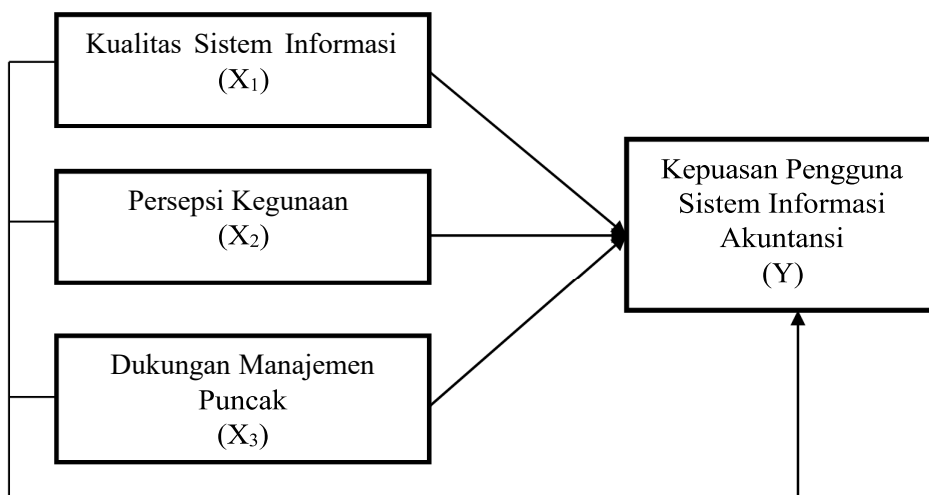 Kualitas Sistem Informasi
(X₁)
Persepsi Kegunaan
(X₂)
Dukungan Manajemen
Puncak
(X₃)
Kepuasan Pengguna
Sistem Informasi
Akuntansi
(Y)